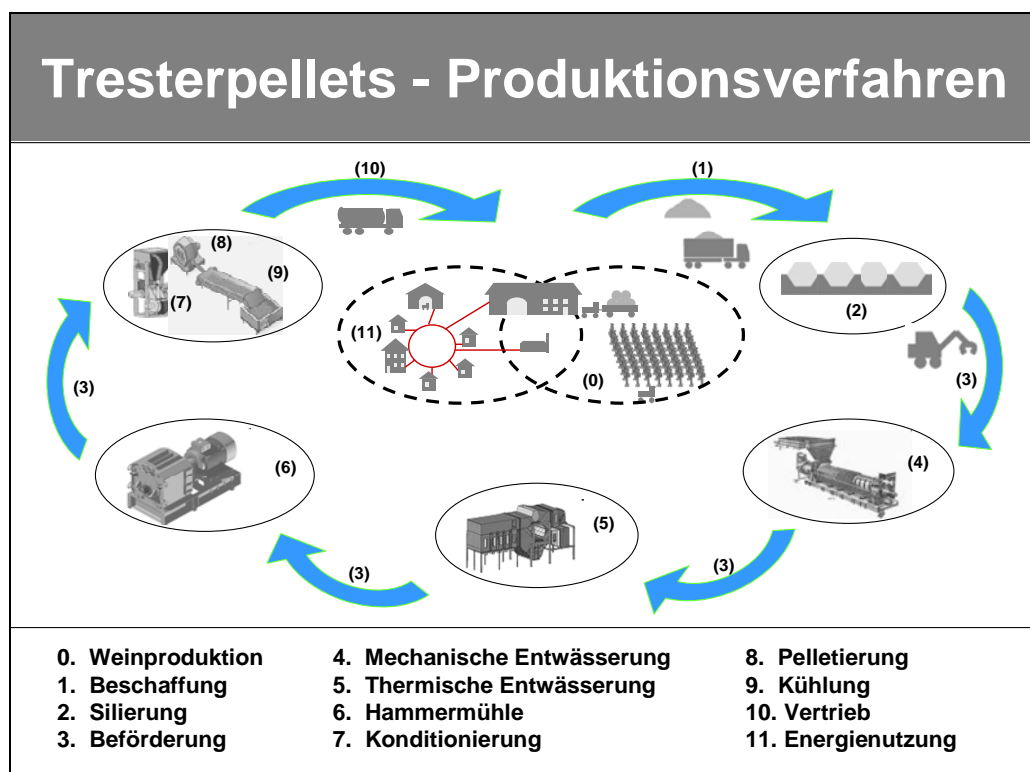 Tresterpellets - Produktionsverfahren
(10)
(1)
(8)
(9)
(7)
(2)
(11)
(0)
(3)
(3)
(6)
(4)
(5)
(3)
(3)
0. Weinproduktion
1. Beschaffung
2. Silierung
3. Beförderung
4. Mechanische Entwässerung
5. Thermische Entwässerung
6. Hammermühle
7. Konditionierung
8. Pelletierung
9. Kühlung
10. Vertrieb
11. Energienutzung